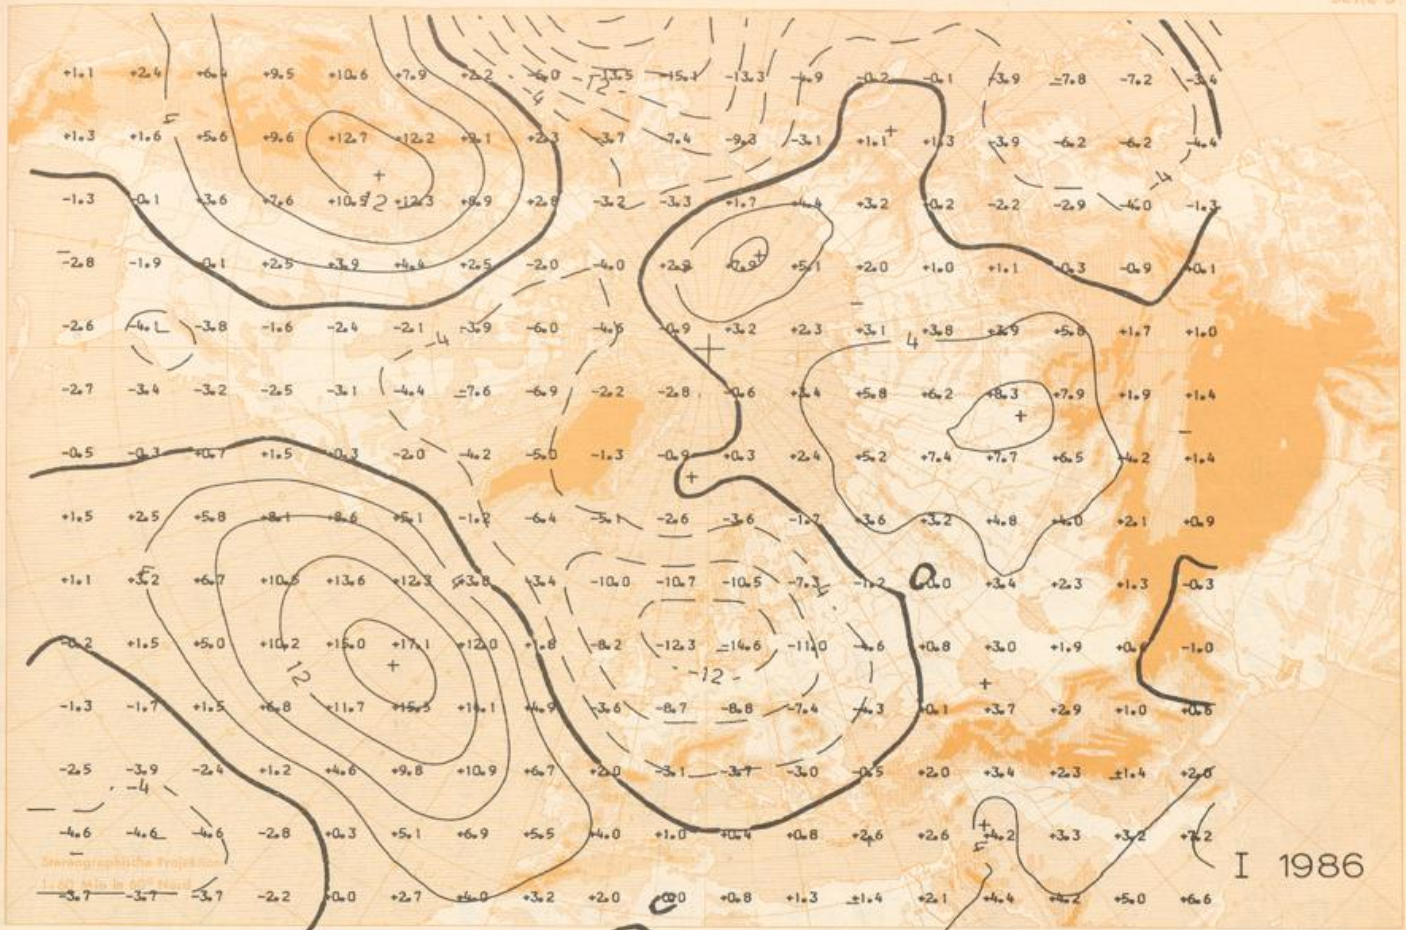 Seite 5
+1.1 +2.4 +6.4 +9.5 +10.6 +7.9 +2.2 -6.0 -13.5 -15.1 -13.3 -4.9 -0.2 -0.1 -3.9 -7.8 -7.2 -3.4
-12-
-4
4
+1.3 +1.6 +5.6 +9.6 +12.7 +12.2 +9.1 +2.3 -3.7 -7.4 -9.3 -3.1 +1.1 +1.3 -3.9 -6.2 -6.2 -4.4
-4
-1.3 -0.1 +3.6 +7.6 +10.5 +12.3 +8.9 +2.8 -3.2 -3.3 +1.7 +4.4 +3.2 -0.2 -2.2 -2.9 -4.0 -1.3
12
-2.8 -1.9 -0.1 +2.5 +3.9 +4.4 +2.5 -2.0 -4.0 +2.9 +7.9 +5.1 +2.0 +1.0 +1.1 -0.3 -0.9 +0.1
-2.6 -4.1 -3.8 -1.6 -2.4 -2.1 -3.9 -6.0 -4.6 -0.9 +3.2 +2.3 +3.1 +3.8 +3.9 +5.8 +1.7 +1.0
-4 4
-2.7 -3.4 -3.2 -2.5 -3.1 -4.4 -7.6 -6.9 -2.2 -2.8 -0.6 +3.4 +5.8 +6.2 +8.3 +7.9 +1.9 +1.4
-0.5 -0.3 +0.7 +1.5 +0.3 -2.0 -4.2 -5.0 -1.3 -0.9 +0.3 +2.4 +5.2 +7.4 +7.7 +6.5 +4.2 +1.4
+1.5 +2.5 +5.8 +8.1 +8.6 +5.1 -1.2 -6.4 -5.1 -2.6 -3.6 -1.7 +3.6 +3.2 +4.8 +4.0 +2.1 +0.9
0
+1.1 +3.2 +6.7 +10.5 +13.6 +12.3 +3.8 -3.4 -10.0 -10.7 -10.5 -7.3 -1.2 +0.0 +3.4 +2.3 +1.3 -0.3
-0.2 +1.5 +5.0 +10.2 +15.0 +17.1 +12.0 +1.8 -8.2 -12.3 -14.6 -11.0 -4.6 +0.8 +3.0 +1.9 +0.6 -1.0
12 -12-
-1.3 -1.7 +1.5 +6.8 +11.7 +15.5 +14.1 +4.9 -3.6 -8.7 -8.8 -7.4 -4.3 +0.1 +3.7 +2.9 +1.0 +0.6
-2.5 -3.9 -2.4 +1.2 +4.6 +9.8 +10.9 +6.7 +2.0 -3.1 -3.7 -3.0 -0.5 +2.0 +3.4 +2.3 +1.4 +2.0
-4
-4.6 -4.6 -4.6 -2.8 +0.3 +5.1 +6.9 +5.5 +4.0 +1.0 +0.4 +0.8 +2.6 +2.6 +4.2 +3.3 +3.2 +7.2
4
Stereographische Projektion
I 1986
-3.7 -3.7 -3.7 -2.2 +0.0 +2.7 +4.0 +3.2 +2.0 +0.0 +0.8 +1.3 +1.4 +2.1 +4.4 +4.2 +5.0 +6.6
0